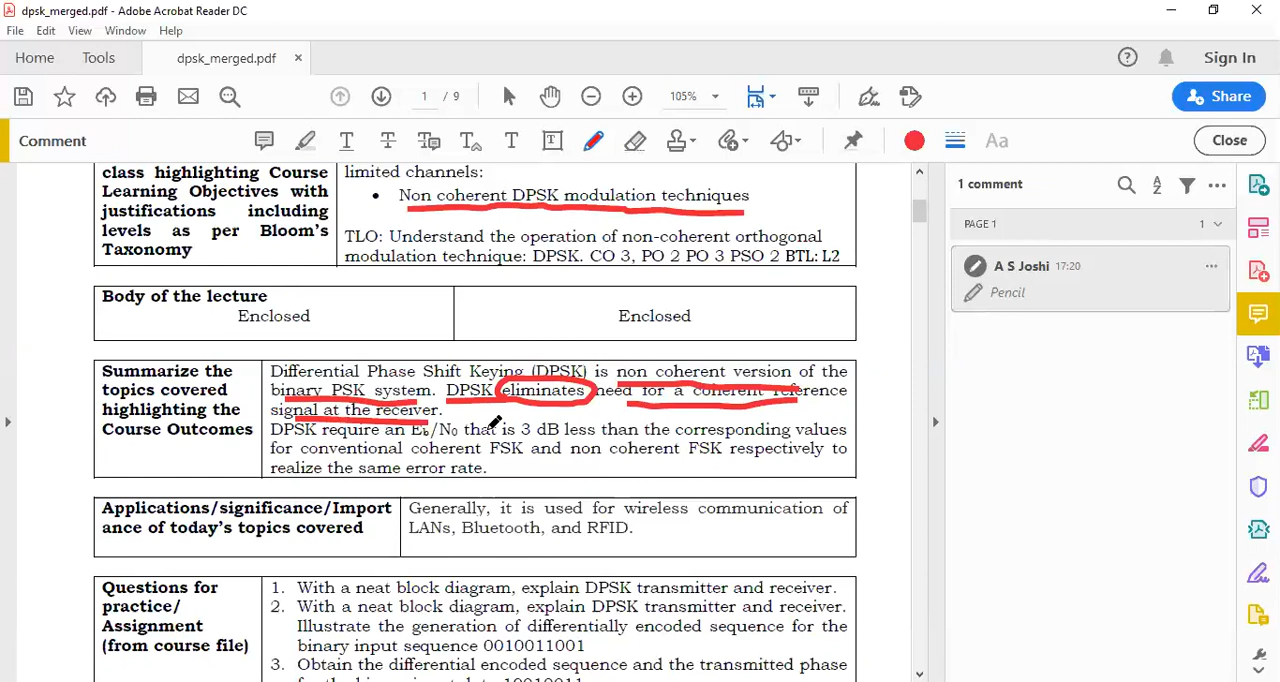 dpsk_merged.pdf - Adobe Acrobat Reader DC
File Edit View Window Help
Home Tools dpsk_merged.pdf × Sign In
1 / 9 105% Share
Comment Aa Close
class highlighting Course
Learning Objectives with
justifications including
levels as per Bloom's
Taxonomy
limited channels:
• Non coherent DPSK modulation techniques
TLO: Understand the operation of non-coherent orthogonal
modulation technique: DPSK. CO 3, PO 2 PO 3 PSO 2 BTL: L2
Body of the lecture
Enclosed
Enclosed
Summarize the
topics covered
highlighting the
Course Outcomes
Differential Phase Shift Keying (DPSK) is non coherent version of the
binary PSK system. DPSK eliminates need for a coherent reference
signal at the receiver.
DPSK require an Eb/N0 that is 3 dB less than the corresponding values
for conventional coherent FSK and non coherent FSK respectively to
realize the same error rate.
Applications/significance/Import
ance of today's topics covered
Generally, it is used for wireless communication of
LANs, Bluetooth, and RFID.
Questions for
practice/
Assignment
(from course file)
1. With a neat block diagram, explain DPSK transmitter and receiver.
2. With a neat block diagram, explain DPSK transmitter and receiver.
Illustrate the generation of differentially encoded sequence for the
binary input sequence 0010011001
3. Obtain the differential encoded sequence and the transmitted phase
1 comment
PAGE 1 1
A S Joshi 17:20
Pencil